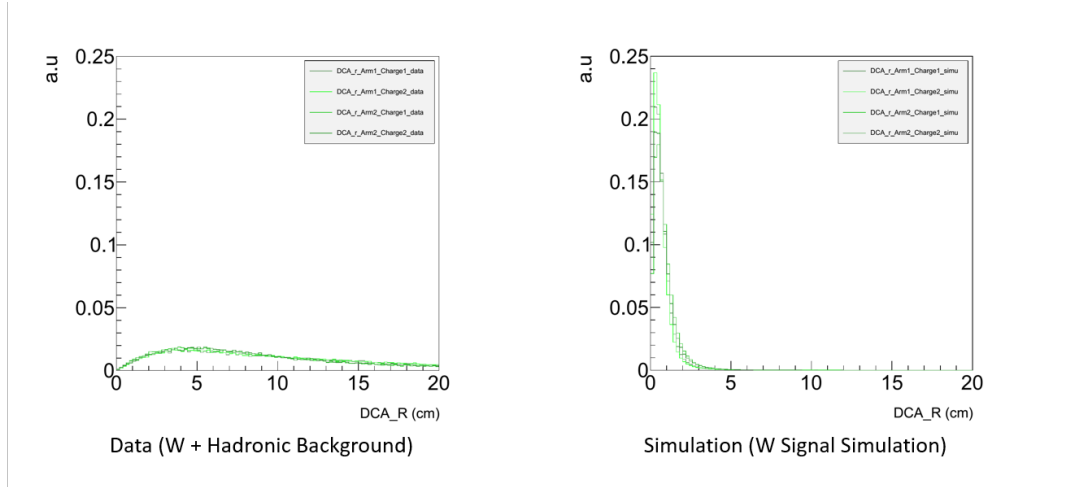 a.u
0.25
0.2
0.15
0.1
0.05
0
0
5
10
15
20
DCA_r_Arm1_Charge1_data
DCA_r_Arm1_Charge2_data
DCA_r_Arm2_Charge1_data
DCA_r_Arm2_Charge2_data
DCA_R (cm)
Data (W + Hadronic Background)
a.u
0.25
0.2
0.15
0.1
0.05
0
0
5
10
15
20
DCA_r_Arm1_Charge1_simu
DCA_r_Arm1_Charge2_simu
DCA_r_Arm2_Charge1_simu
DCA_r_Arm2_Charge2_simu
DCA_R (cm)
Simulation (W Signal Simulation)